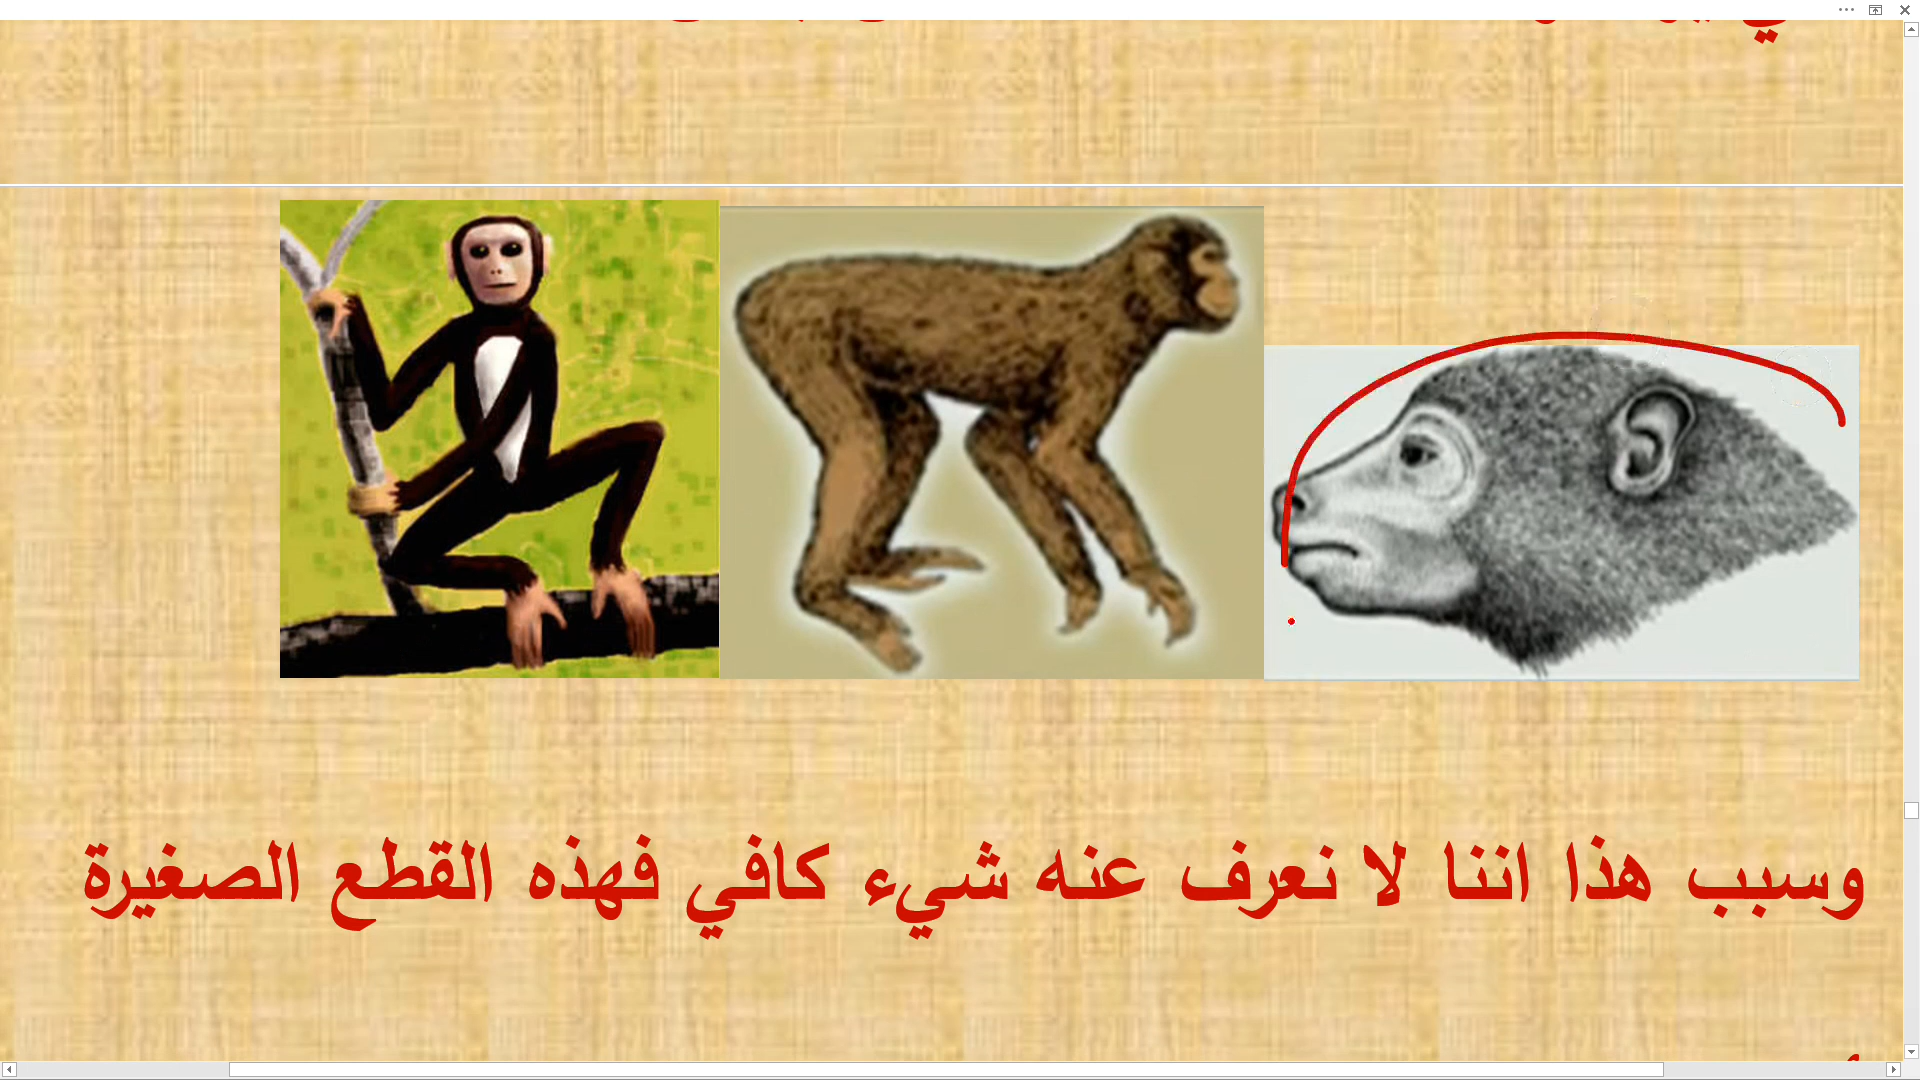 وسبب هذا اننا لا نعرف عنه شيء كافي فهذه القطع الصغيرة